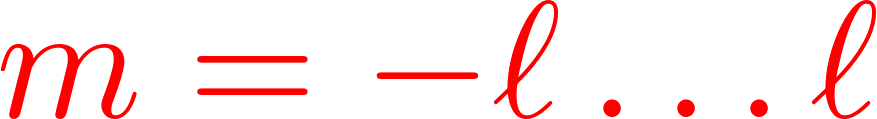 m = −ℓ . . . ℓ